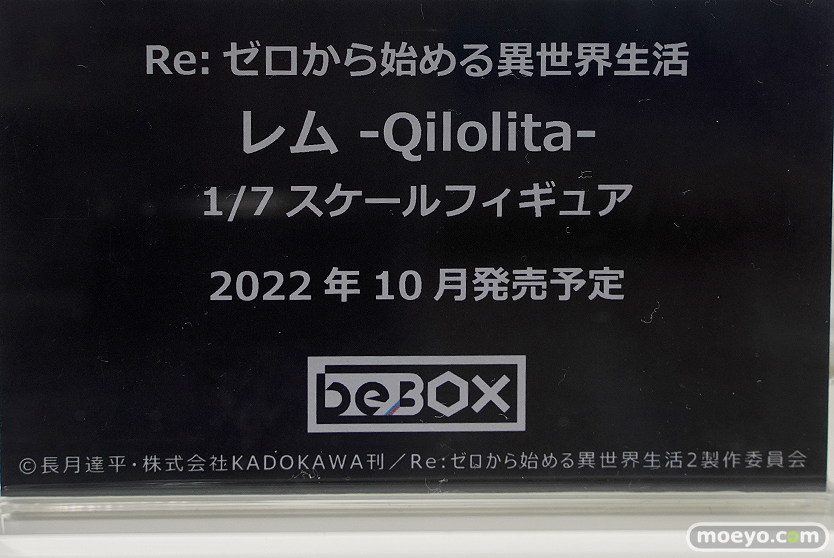 Re: ゼロから始める異世界生活
レム -Qilolita-
1/7 スケールフィギュア
2022 年 10 月発売予定
beBOX
©長月達平・株式会社KADOKAWA刊／Re:ゼロから始める異世界生活2製作委員会
moeyo.com